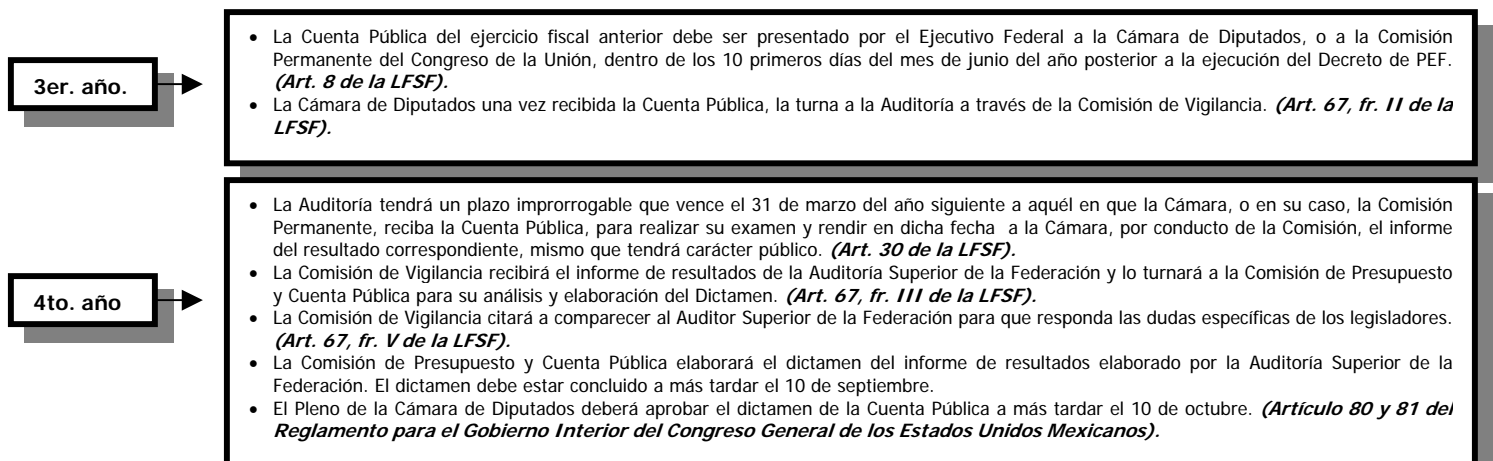 • La Cuenta Pública del ejercicio fiscal anterior debe ser presentado por el Ejecutivo Federal a la Cámara de Diputados, o a la Comisión
Permanente del Congreso de la Unión, dentro de los 10 primeros días del mes de junio del año posterior a la ejecución del Decreto de PEF.
3er. año.
(Art. 8 de la LFSF).
• La Cámara de Diputados una vez recibida la Cuenta Pública, la turna a la Auditoría a través de la Comisión de Vigilancia. (Art. 67, fr. II de la
LFSF).
• La Auditoría tendrá un plazo improrrogable que vence el 31 de marzo del año siguiente a aquél en que la Cámara, o en su caso, la Comisión
Permanente, reciba la Cuenta Pública, para realizar su examen y rendir en dicha fecha a la Cámara, por conducto de la Comisión, el informe
del resultado correspondiente, mismo que tendrá carácter público. (Art. 30 de la LFSF).
• La Comisión de Vigilancia recibirá el informe de resultados de la Auditoría Superior de la Federación y lo turnará a la Comisión de Presupuesto
4to. año
y Cuenta Pública para su análisis y elaboración del Dictamen. (Art. 67, fr. III de la LFSF).
• La Comisión de Vigilancia citará a comparecer al Auditor Superior de la Federación para que responda las dudas específicas de los legisladores.
(Art. 67, fr. V de la LFSF).
• La Comisión de Presupuesto y Cuenta Pública elaborará el dictamen del informe de resultados elaborado por la Auditoría Superior de la
Federación. El dictamen debe estar concluido a más tardar el 10 de septiembre.
• El Pleno de la Cámara de Diputados deberá aprobar el dictamen de la Cuenta Pública a más tardar el 10 de octubre. (Artículo 80 y 81 del
Reglamento para el Gobierno Interior del Congreso General de los Estados Unidos Mexicanos).